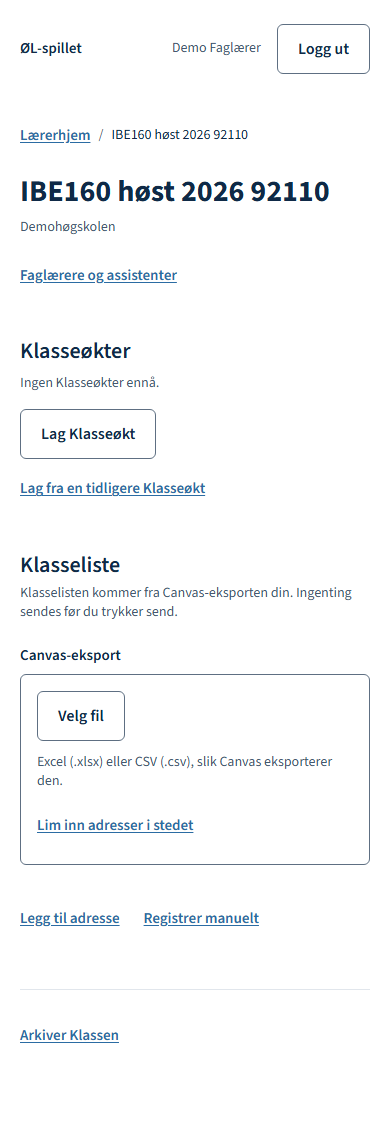 ØL-spillet
Demo Faglærer
Logg ut
Lærerhjem / IBE160 høst 2026 92110
IBE160 høst 2026 92110
Demohøgskolen
Faglærere og assistenter
Klasseøkter
Ingen Klasseøkter ennå.
Lag Klasseøkt
Lag fra en tidligere Klasseøkt
Klasseliste
Klasselisten kommer fra Canvas-eksporten din. Ingenting
sendes før du trykker send.
Canvas-eksport
Velg fil
Excel (.xlsx) eller CSV (.csv), slik Canvas eksporterer
den.
Lim inn adresser i stedet
Legg til adresse
Registrer manuelt
Arkiver Klassen